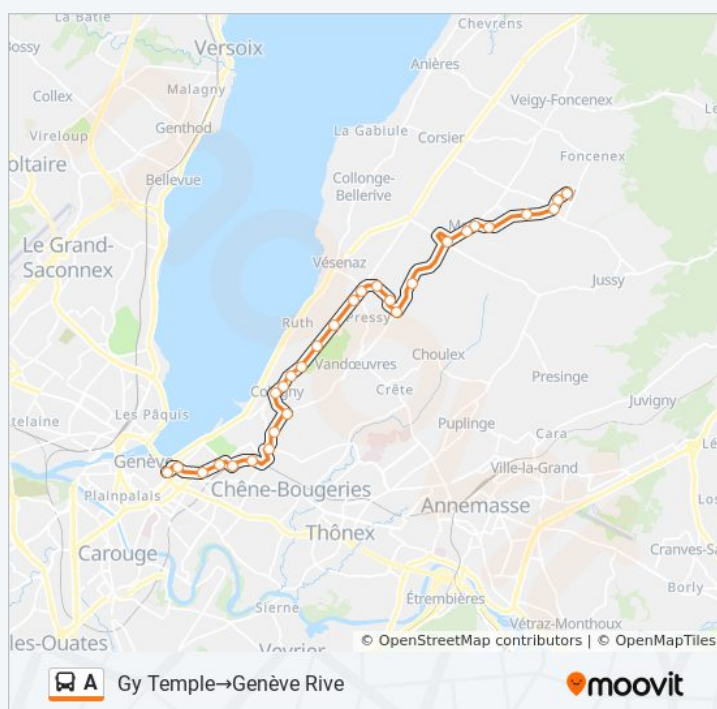 La Bâtie
Chevrens
Bossy
VERSOIX
Anières
Malagny
Collex
Veigy-Foncenex
Genthod
La Gabiule
Corsier
Vireloup
Foncenex
oltaire
Collonge-
Bellerive
Bellevue
Le Grand-
Saconnex
Vésenaz
Jussy
Ruth
Pressy
Choulex
Vandœuvres
Presinge
Crête
Les Pâquis
Juvigny
telaine
Puplinge
Cara
Genève
Ville-la-Grand
Plainpalais
Chêne-Bougeries
Annemasse
Thônex
Carouge
Cranves-Sa
Sierne
Étrembières
Borly
les-Ouates
Veyrier
Vétraz-Monthoux
© OpenStreetMap contributors | © OpenMapTiles
A Gy Temple→Genève Rive
moovit